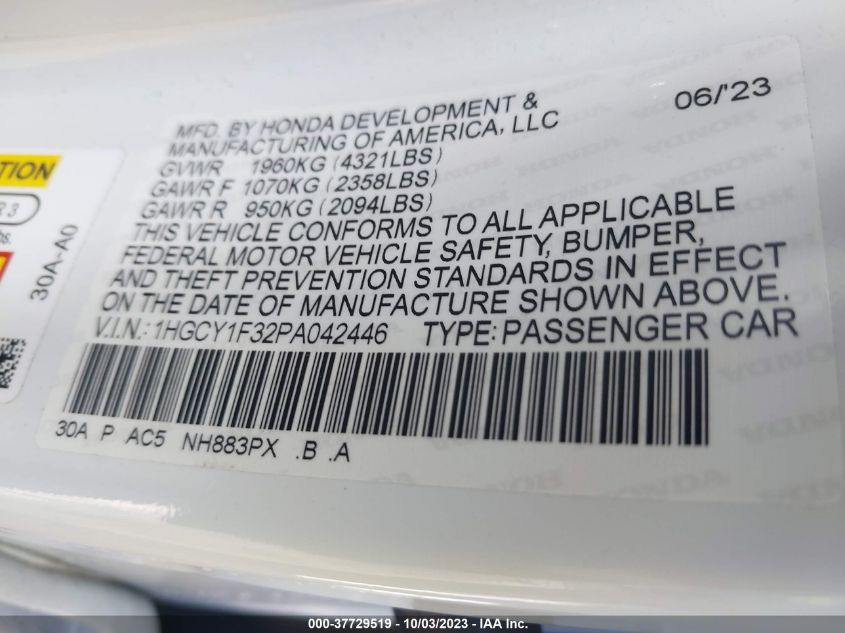 06/'23
MFD. BY HONDA DEVELOPMENT &
MANUFACTURING OF AMERICA, LLC
GVWR 1960KG (4321LBS)
GAWR F 1070KG (2358LBS)
GAWR R 950KG (2094LBS)
THIS VEHICLE CONFORMS TO ALL APPLICABLE
FEDERAL MOTOR VEHICLE SAFETY, BUMPER,
AND THEFT PREVENTION STANDARDS IN EFFECT
ON THE DATE OF MANUFACTURE SHOWN ABOVE.
V.I.N.: 1HGCY1F32PA042446 TYPE: PASSENGER CAR
30A P AC5 NH883PX .B .A
30A-A0
000-37729519 - 10/03/2023 - IAA Inc.